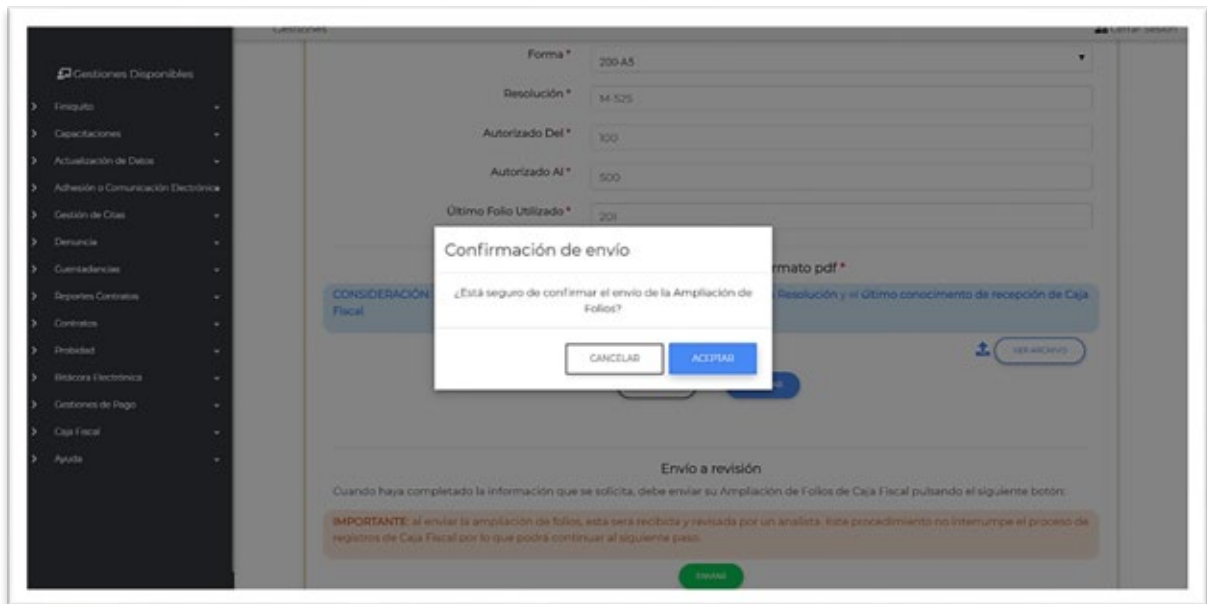 Gestiones
Cerrar Sesión
Gestiones Disponibles
Finiquito
Capacitaciones
Actualización de Datos
Adhesión o Comunicación Electrónica
Gestión de Citas
Denuncia
Cuentadancias
Reportes Contratos
Contratos
Probidad
Bitácora Electrónica
Gestiones de Pago
Caja Fiscal
Ayuda
Forma *
200-A5
Resolución *
M-525
Autorizado Del *
100
Autorizado Al *
500
Último Folio Utilizado *
201
rmato pdf *
CONSIDERACIÓN
Resolución y el último conocimento de recepción de Caja
Fiscal
Confirmación de envío
¿Está seguro de confirmar el envío de la Ampliación de
Folios?
CANCELAR
ACEPTAR
VER ARCHIVO
Envío a revisión
Cuando haya completado la información que se solicita, debe enviar su Ampliación de Folios de Caja Fiscal pulsando el siguiente botón:
IMPORTANTE: al enviar la ampliación de folios, esta será recibida y revisada por un analista. Este procedimiento no interrumpe el proceso de
registros de Caja Fiscal por lo que podrá continuar al siguiente paso.
ENVIAR